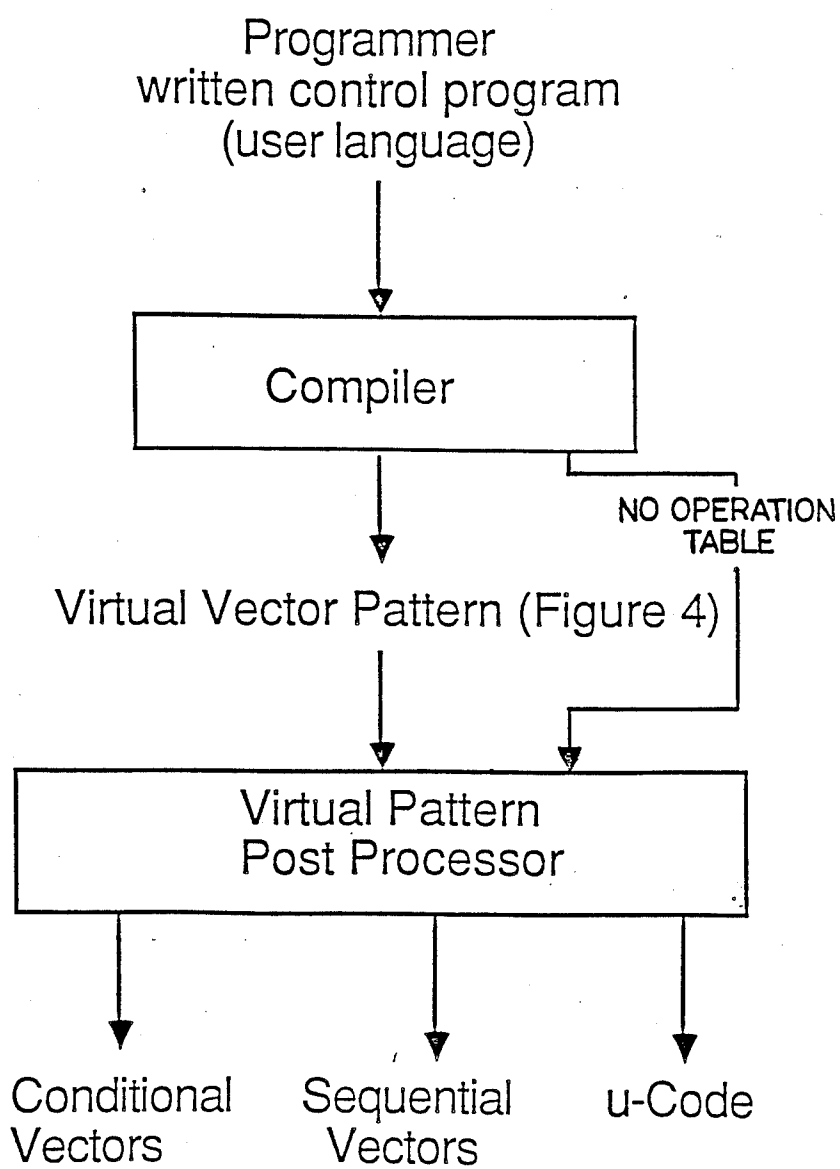 Programmer
written control program
(user language)
Compiler
NO OPERATION
TABLE
Virtual Vector Pattern (Figure 4)
Virtual Pattern
Post Processor
Conditional
Vectors
Sequential
Vectors
u-Code